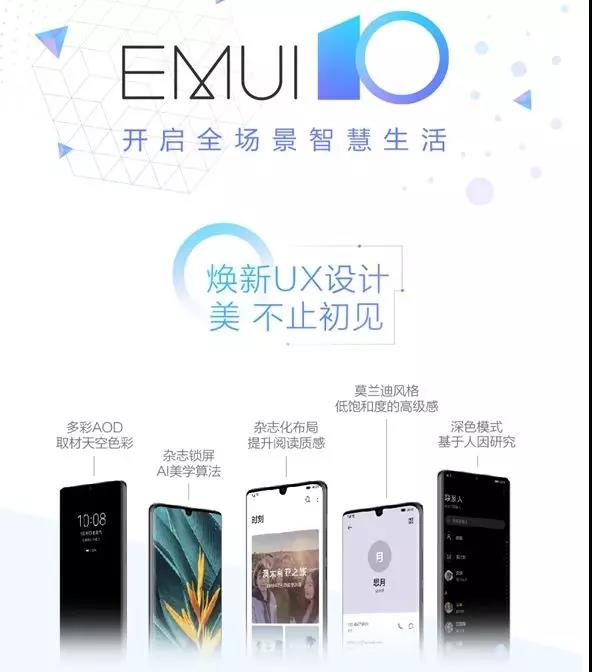 EMUI10
开启全场景智慧生活
焕新UX设计
美 不止初见
多彩AOD
取材天空色彩
杂志锁屏
AI美学算法
杂志化布局
提升阅读质感
莫兰迪风格
低饱和度的高级感
深色模式
基于人因研究
10:08
时刻
月
思月
联系人